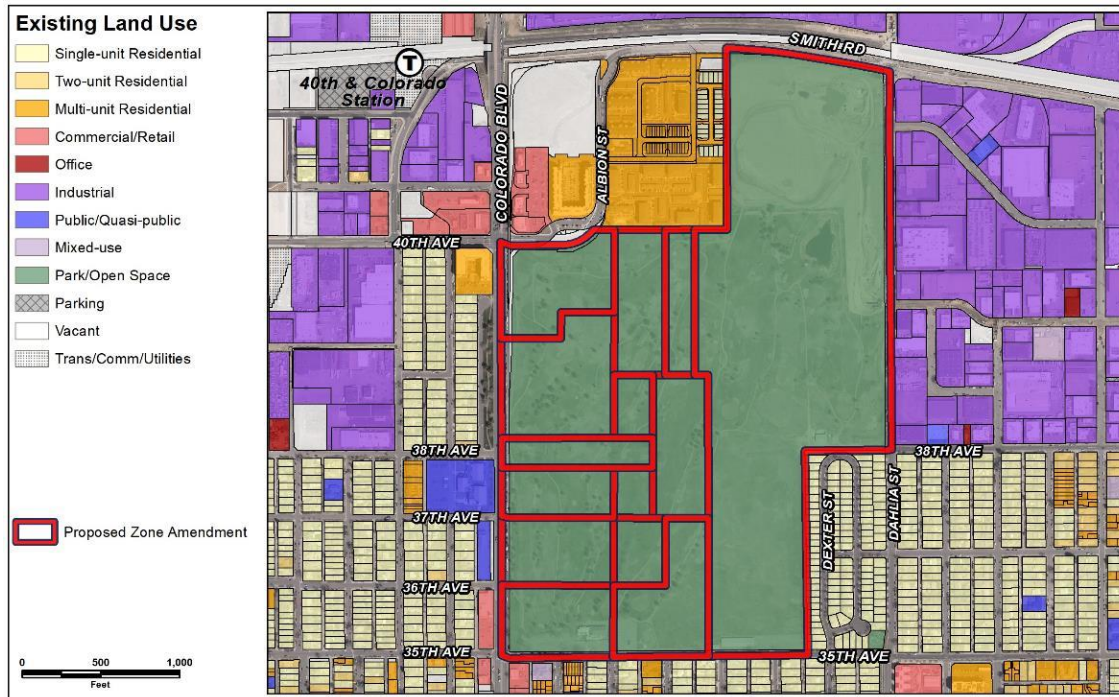 Existing Land Use
Single-unit Residential
Two-unit Residential
Multi-unit Residential
Commercial/Retail
Office
Industrial
Public/Quasi-public
Mixed-use
Park/Open Space
Parking
Vacant
Trans/Comm/Utilities
Proposed Zone Amendment
0 500 1,000
Feet
SMITH RD
T
40th & Colorado
Station
COLORADO BLVD
ALBION ST
40TH AVE
38TH AVE
38TH AVE
37TH AVE
DEXTER ST
DAHLIA ST
36TH AVE
35TH AVE
35TH AVE